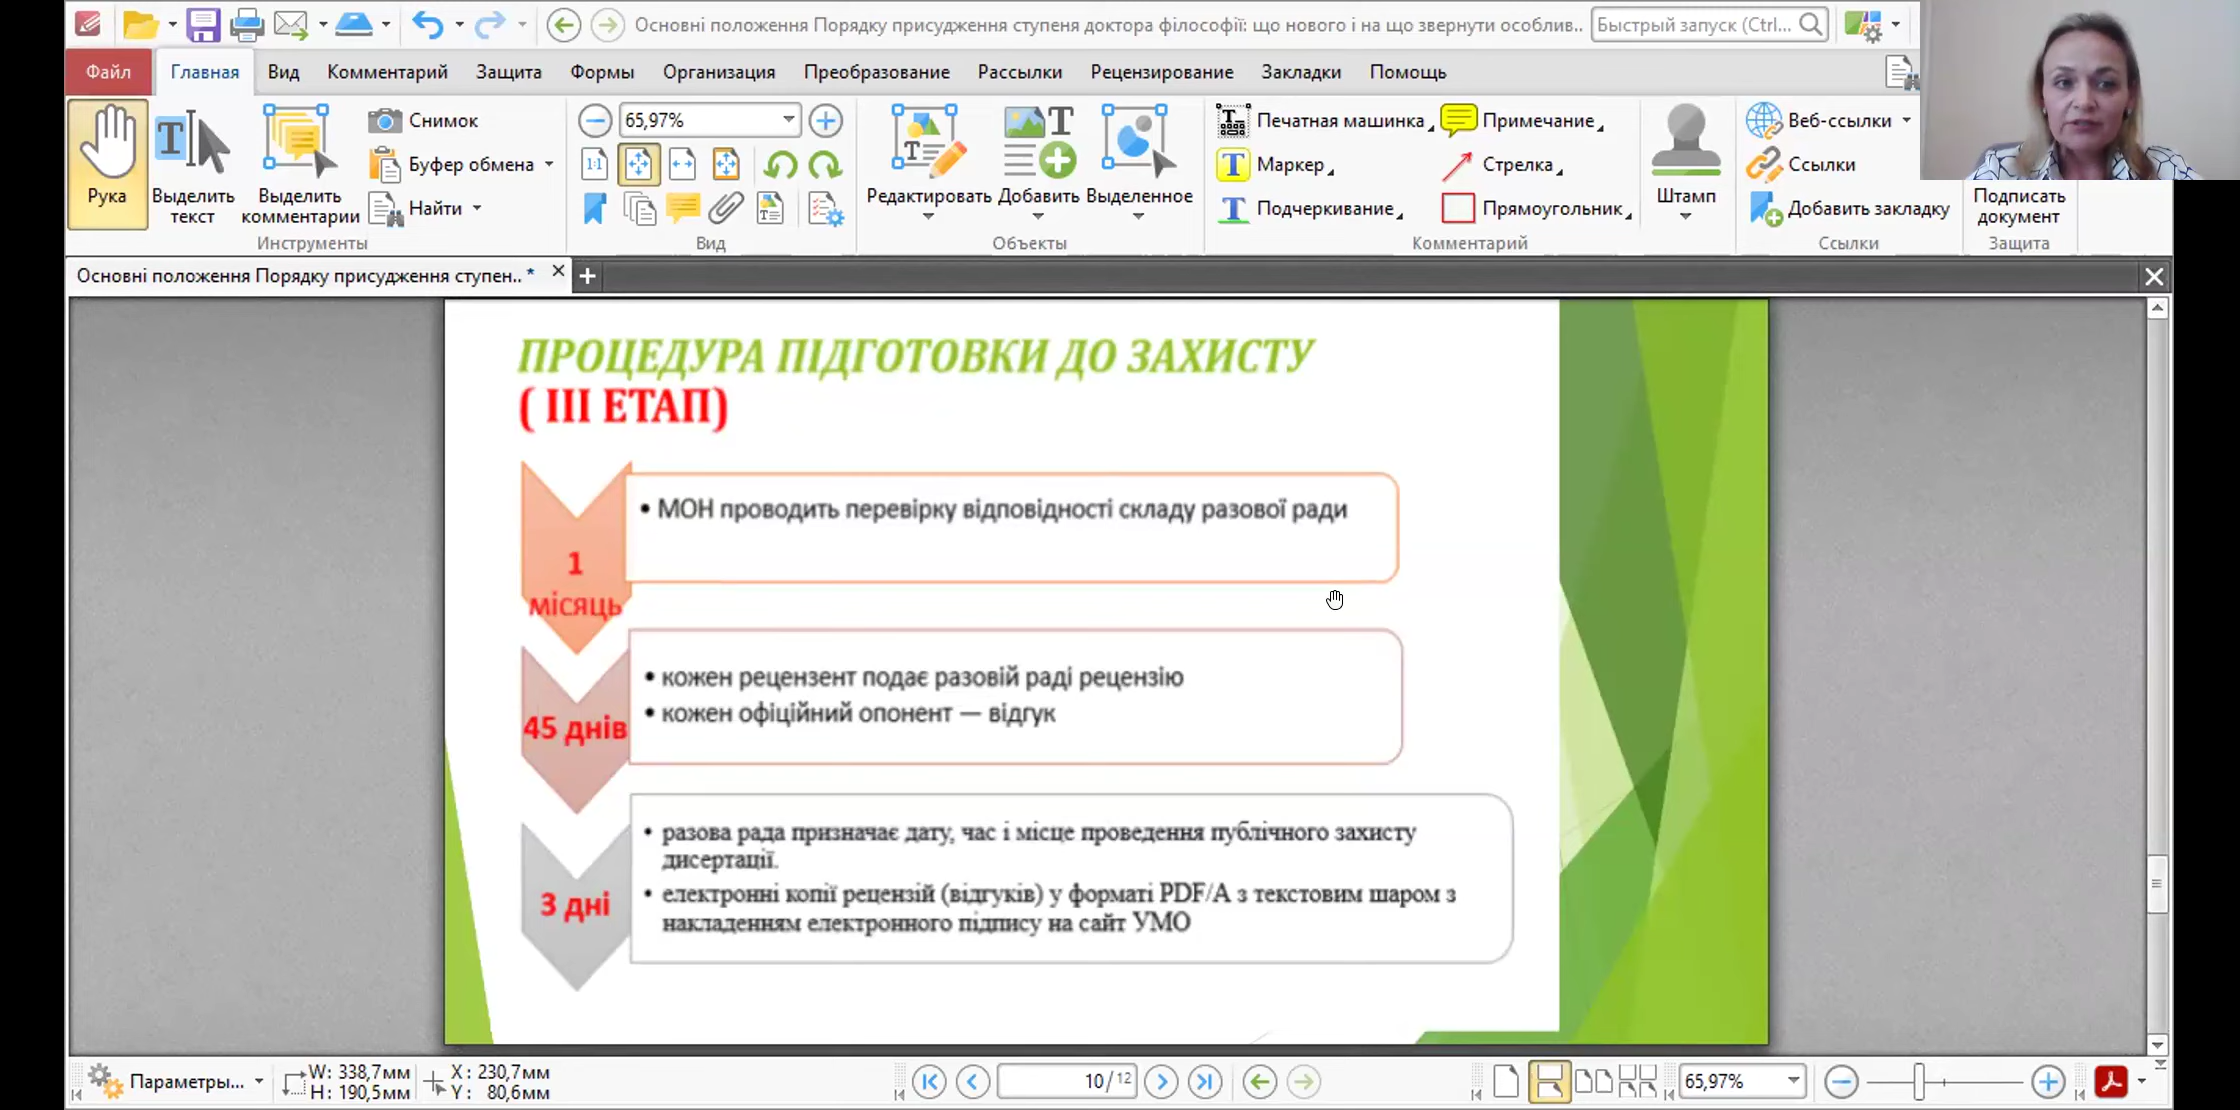 Основні положення Порядку присудження ступеня доктора філософії: що нового і на що звернути особлив..
Быстрый запуск (Ctrl...
Файл Главная Вид Комментарий Защита Формы Организация Преобразование Рассылки Рецензирование Закладки Помощь
Рука
Выделить текст
Выделить комментарии
Снимок
Буфер обмена
Найти
Инструменты
65,97%
1:1
Вид
Редактировать
Добавить
Выделенное
Объекты
Печатная машинка
Маркер
Подчеркивание
Примечание
Стрелка
Прямоугольник
Комментарий
Штамп
Веб-ссылки
Ссылки
Добавить закладку
Ссылки
Подписать
документ
Защита
Основні положення Порядку присудження ступен.. *
ПРОЦЕДУРА ПІДГОТОВКИ ДО ЗАХИСТУ
( ІІІ ЕТАП)
1
місяць
• МОН проводить перевірку відповідності складу разової ради
45 днів
• кожен рецензент подає разовій раді рецензію
• кожен офіційний опонент — відгук
3 дні
• разова рада призначає дату, час і місце проведення публічного захисту
дисертації.
• електронні копії рецензій (відгуків) у форматі PDF/A з текстовим шаром з
накладенням електронного підпису на сайт УМО
Параметры...
W: 338,7мм
H: 190,5мм
X: 230,7мм
Y: 80,6мм
10/12
65,97%